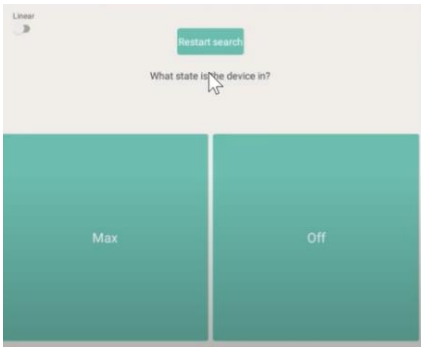 Linear
Restart search
What state is the device in?
Max
Off